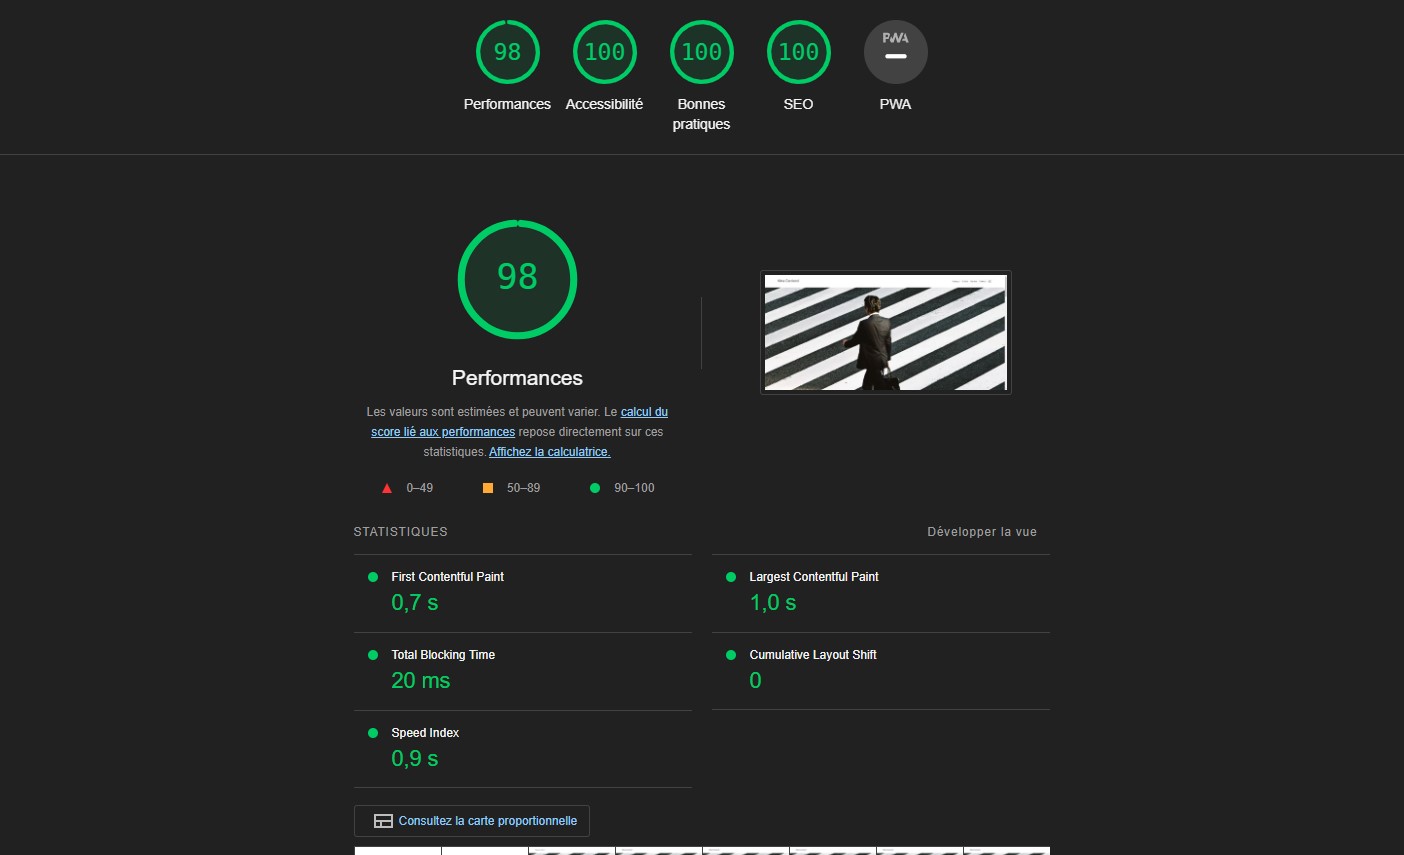 98
100
100
100
PWA
Performances
Accessibilité
Bonnes
pratiques
SEO
PWA
98
Performances
Les valeurs sont estimées et peuvent varier. Le calcul du
score lié aux performances repose directement sur ces
statistiques. Affichez la calculatrice.
0–49
50–89
90–100
STATISTIQUES
Développer la vue
First Contentful Paint
0,7 s
Largest Contentful Paint
1,0 s
Total Blocking Time
20 ms
Cumulative Layout Shift
0
Speed Index
0,9 s
Consultez la carte proportionnelle